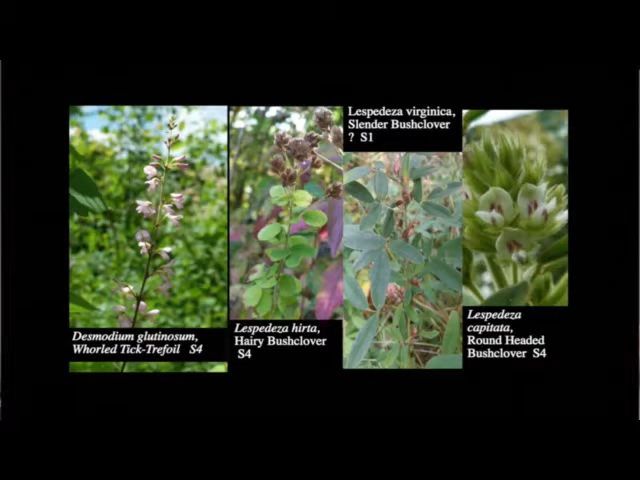 Desmodium glutinosum,
Whorled Tick-Trefoil S4
Lespedeza hirta,
Hairy Bushclover
S4
Lespedeza virginica,
Slender Bushclover
? S1
Lespedeza
capitata,
Round Headed
Bushclover S4